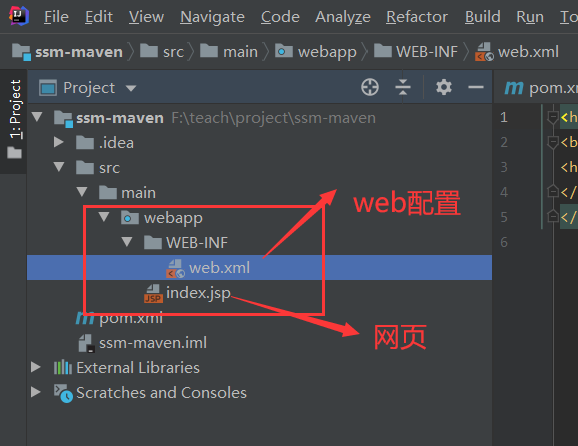 File Edit View Navigate Code Analyze Refactor Build Run To
ssm-maven src main webapp WEB-INF web.xml
1: Project
Project
pom.x
ssm-maven F:\teach\project\ssm-maven
.idea
src
main
webapp
WEB-INF
web.xml
JSP index.jsp
pom.xml
ssm-maven.iml
External Libraries
Scratches and Consoles
web配置
网页
1 <h
2 <b
3 <h
4 </
5 </
6